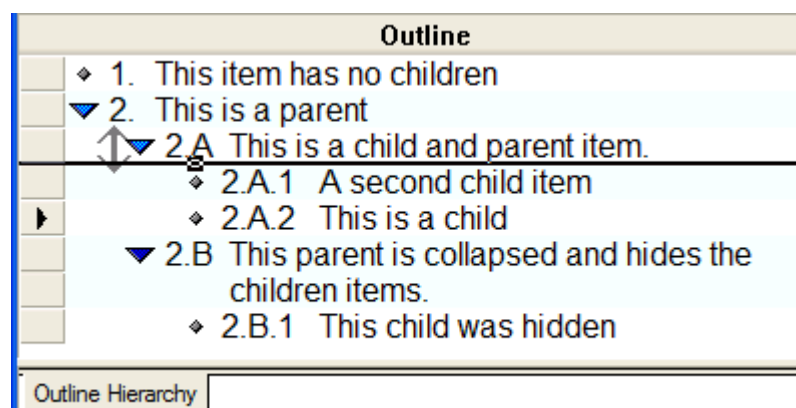 Outline
1. This item has no children
2. This is a parent
2.A This is a child and parent item.
2.A.1 A second child item
2.A.2 This is a child
2.B This parent is collapsed and hides the
children items.
2.B.1 This child was hidden
Outline Hierarchy